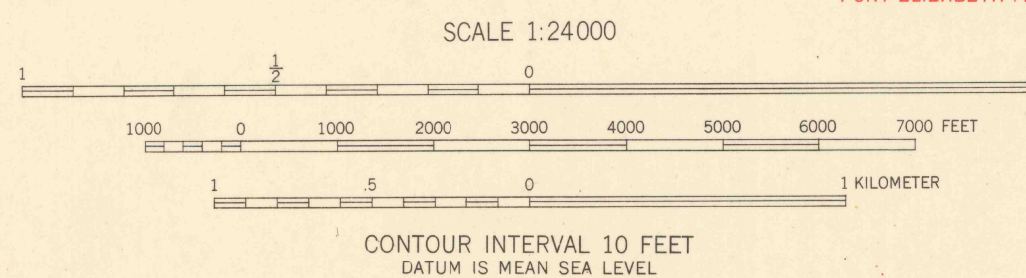 SCALE 1:24000
1 1/2 0
1000 0 1000 2000 3000 4000 5000 6000 7000 FEET
1 .5 0 1 KILOMETER
CONTOUR INTERVAL 10 FEET
DATUM IS MEAN SEA LEVEL